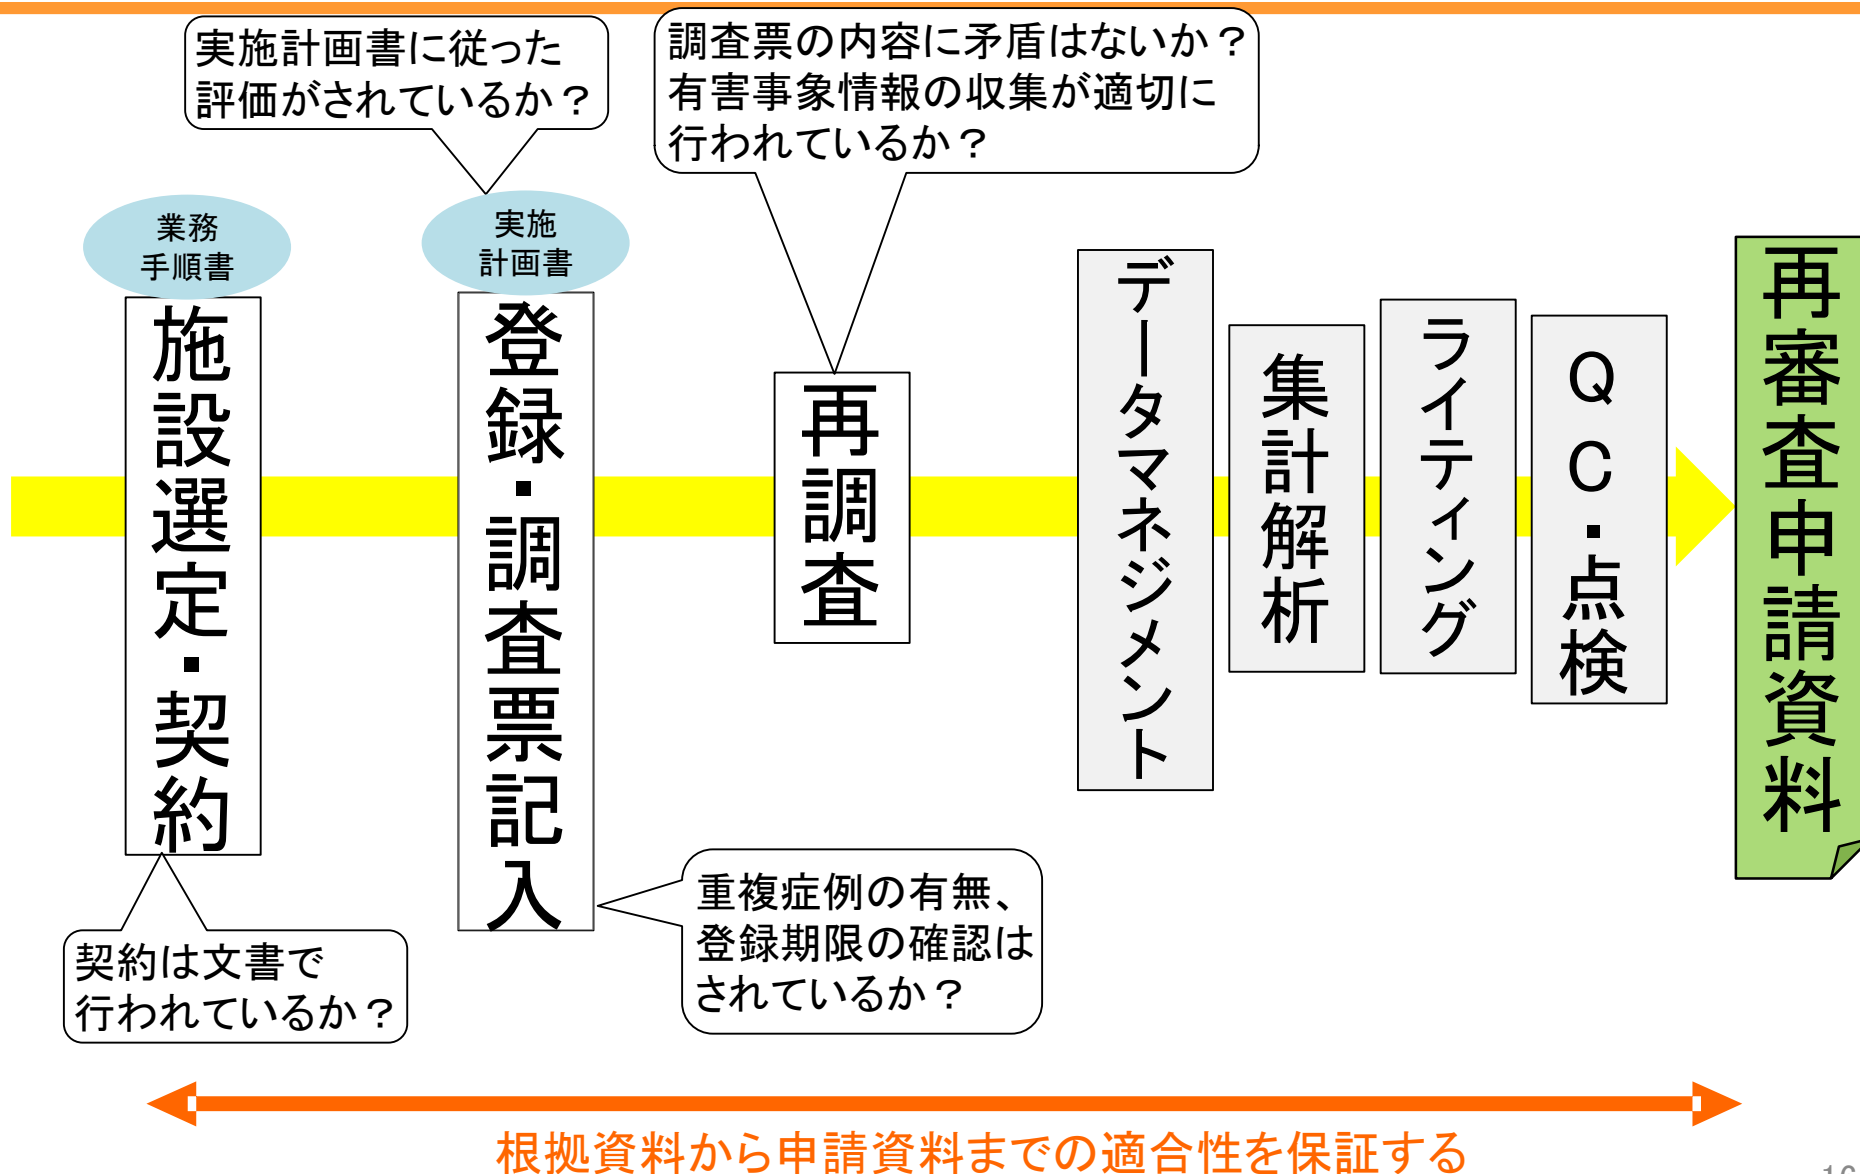 実施計画書に従った
評価がされているか？
調査票の内容に矛盾はないか？
有害事象情報の収集が適切に
行われているか？
業務
手順書
実施
計画書
施設選定・契約
登録・調査票記入
再調査
データマネジメント
集計解析
ライティング
QC・点検
再審査申請資料
契約は文書で
行われているか？
重複症例の有無、
登録期限の確認は
されているか？
根拠資料から申請資料までの適合性を保証する